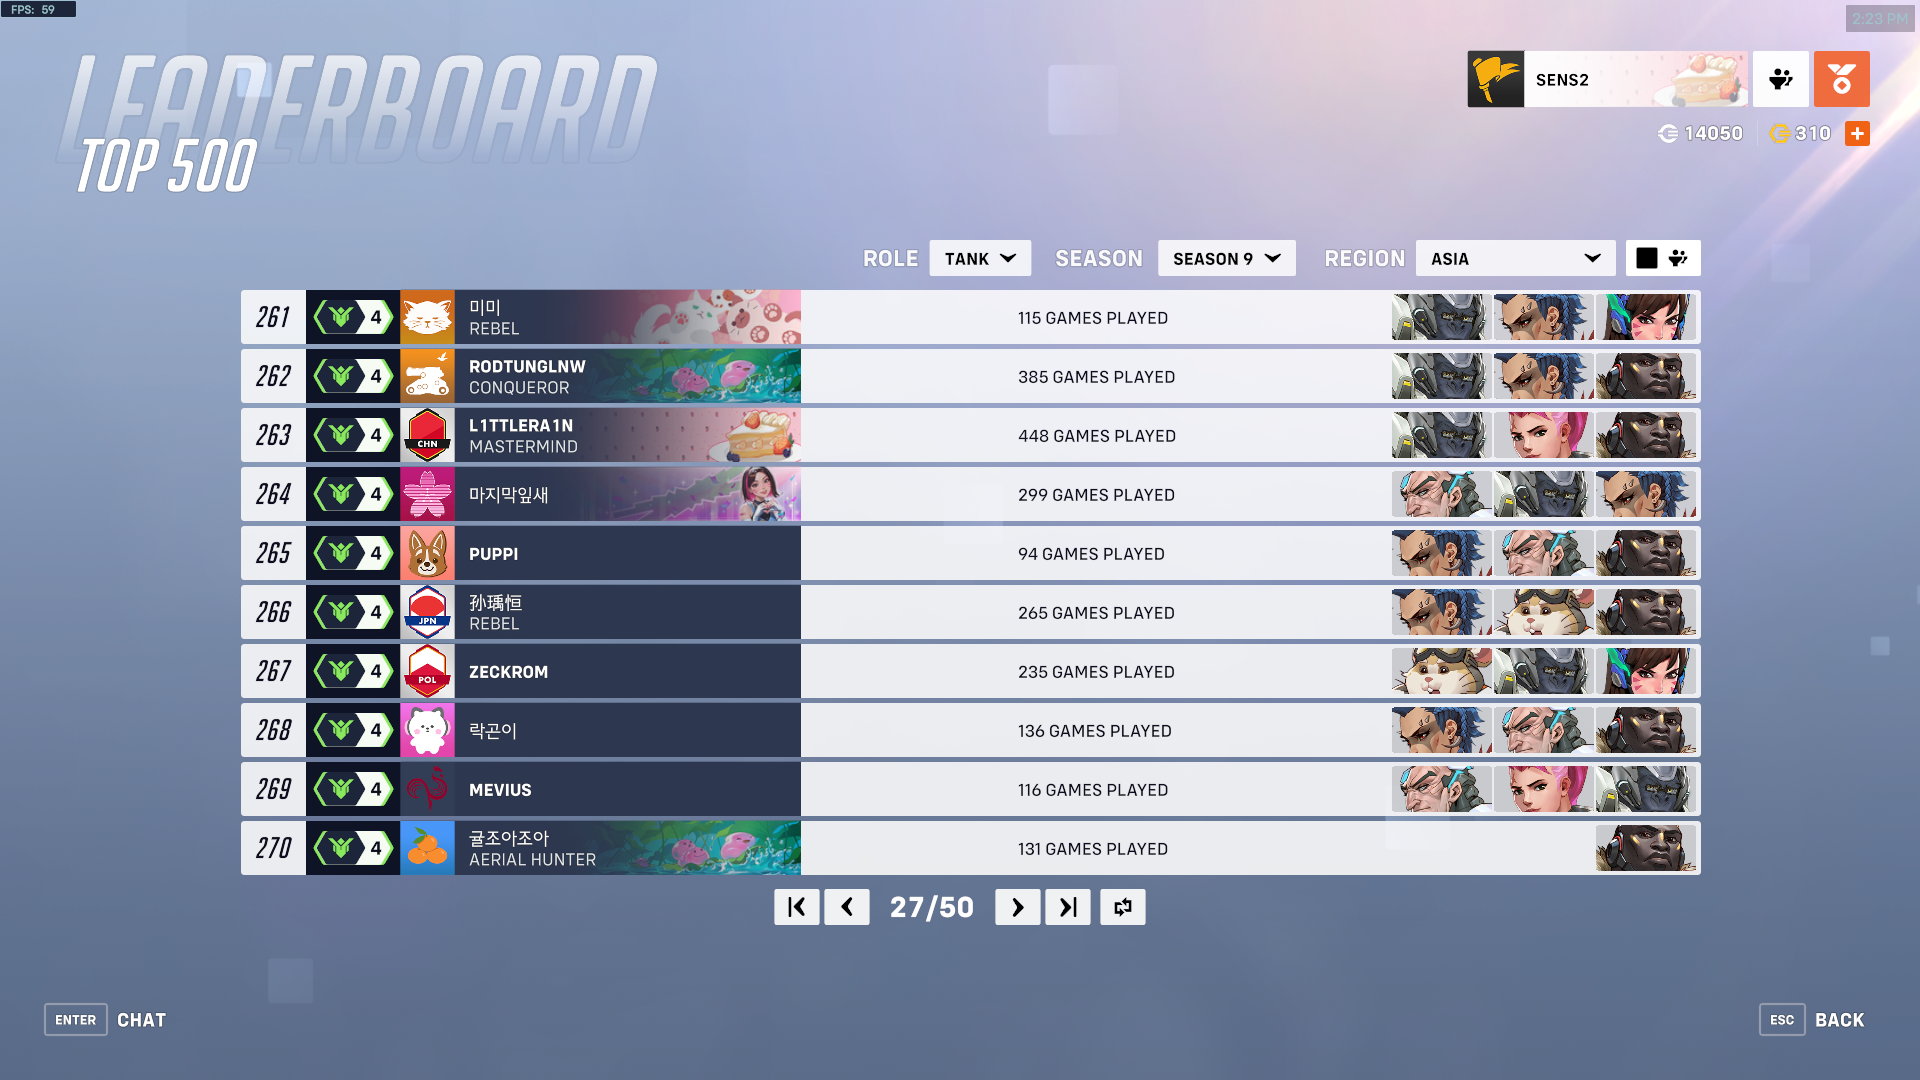 FPS: 59
2:23 PM
LEADERBOARD
TOP 500
SENS2
14050
310
ROLE TANK SEASON SEASON 9 REGION ASIA
261 4 미미 REBEL 115 GAMES PLAYED
262 4 RODTUNGLNW CONQUEROR 385 GAMES PLAYED
263 4 CHN L1TTLERA1N MASTERMIND 448 GAMES PLAYED
264 4 마지막잎새 299 GAMES PLAYED
265 4 PUPPI 94 GAMES PLAYED
266 4 JPN 孙瑀恒 REBEL 265 GAMES PLAYED
267 4 POL ZECKROM 235 GAMES PLAYED
268 4 락곤이 136 GAMES PLAYED
269 4 MEVIUS 116 GAMES PLAYED
270 4 귤조아조아 AERIAL HUNTER 131 GAMES PLAYED
27/50
ENTER CHAT
ESC BACK